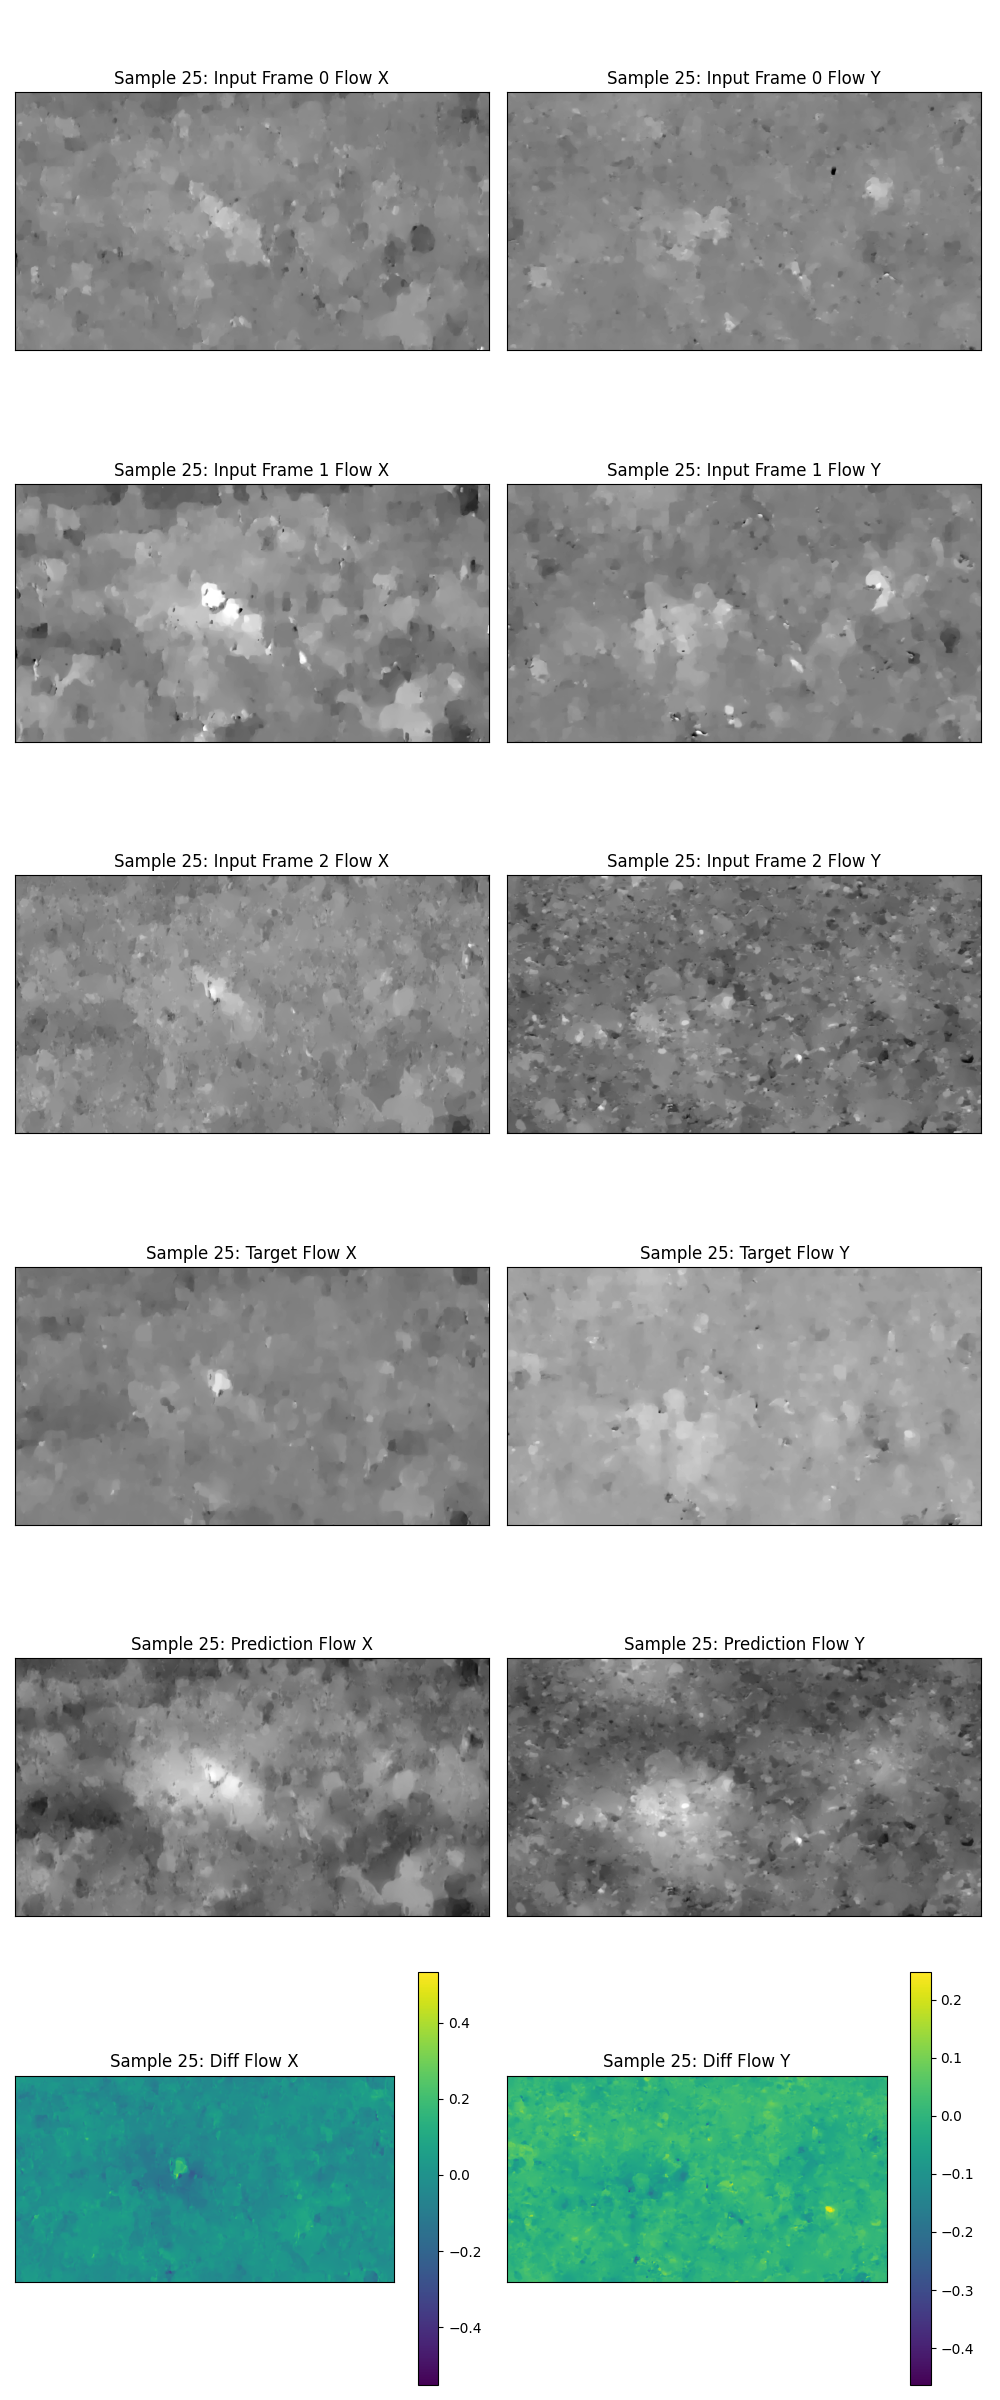 Sample 25: Input Frame 0 Flow X
Sample 25: Input Frame 0 Flow Y
Sample 25: Input Frame 1 Flow X
Sample 25: Input Frame 1 Flow Y
Sample 25: Input Frame 2 Flow X
Sample 25: Input Frame 2 Flow Y
Sample 25: Target Flow X
Sample 25: Target Flow Y
Sample 25: Prediction Flow X
Sample 25: Prediction Flow Y
Sample 25: Diff Flow X
0.4
0.2
0.0
−0.2
−0.4
Sample 25: Diff Flow Y
0.2
0.1
0.0
−0.1
−0.2
−0.3
−0.4